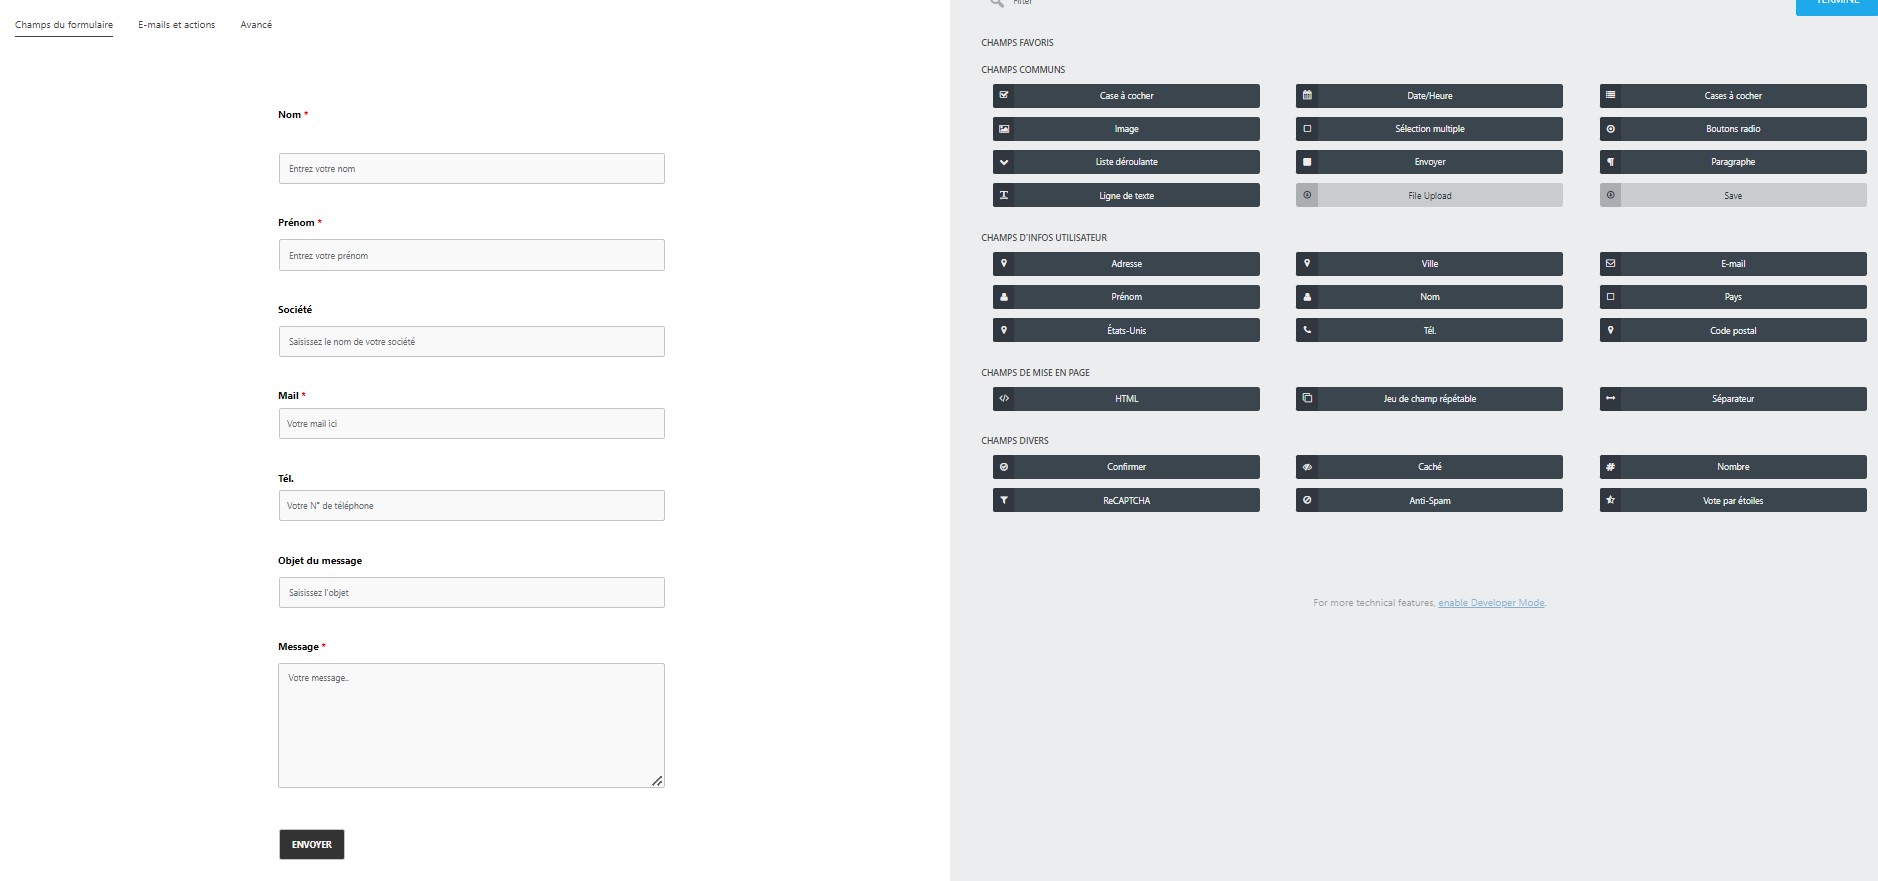 Champs du formulaire E-mails et actions Avancé
Nom *
Entrez votre nom
Prénom *
Entrez votre prénom
Société
Saisissez le nom de votre société
Mail *
Votre mail ici
Tél.
Votre N° de téléphone
Objet du message
Saisissez l'objet
Message *
Votre message..
ENVOYER
Filter
TERMINÉ
CHAMPS FAVORIS
CHAMPS COMMUNS
Case à cocher Date/Heure Cases à cocher
Image Sélection multiple Boutons radio
Liste déroulante Envoyer Paragraphe
Ligne de texte File Upload Save
CHAMPS D'INFOS UTILISATEUR
Adresse Ville E-mail
Prénom Nom Pays
États-Unis Tél. Code postal
CHAMPS DE MISE EN PAGE
HTML Jeu de champ répétable Séparateur
CHAMPS DIVERS
Confirmer Caché Nombre
ReCAPTCHA Anti-Spam Vote par étoiles
For more technical features, enable Developer Mode.